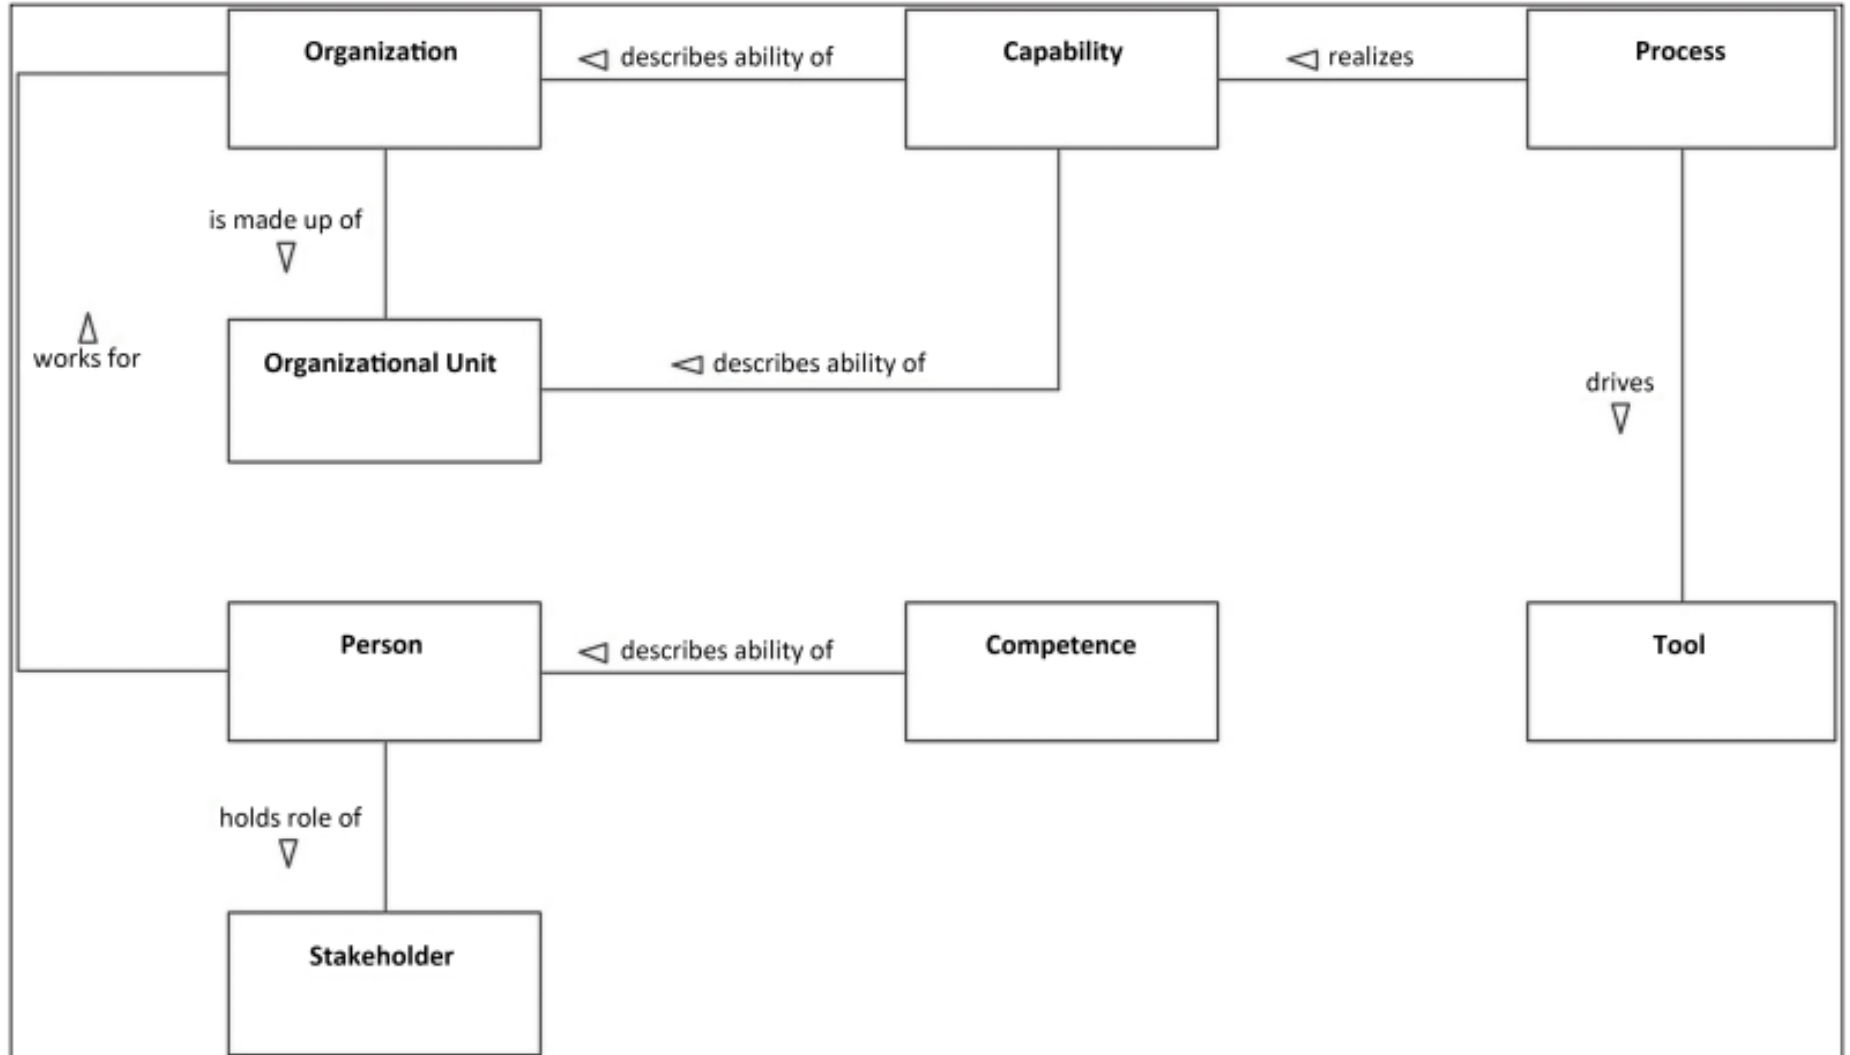 Organization
describes ability of
Capability
realizes
Process
is made up of
works for
Organizational Unit
describes ability of
drives
Person
describes ability of
Competence
Tool
holds role of
Stakeholder